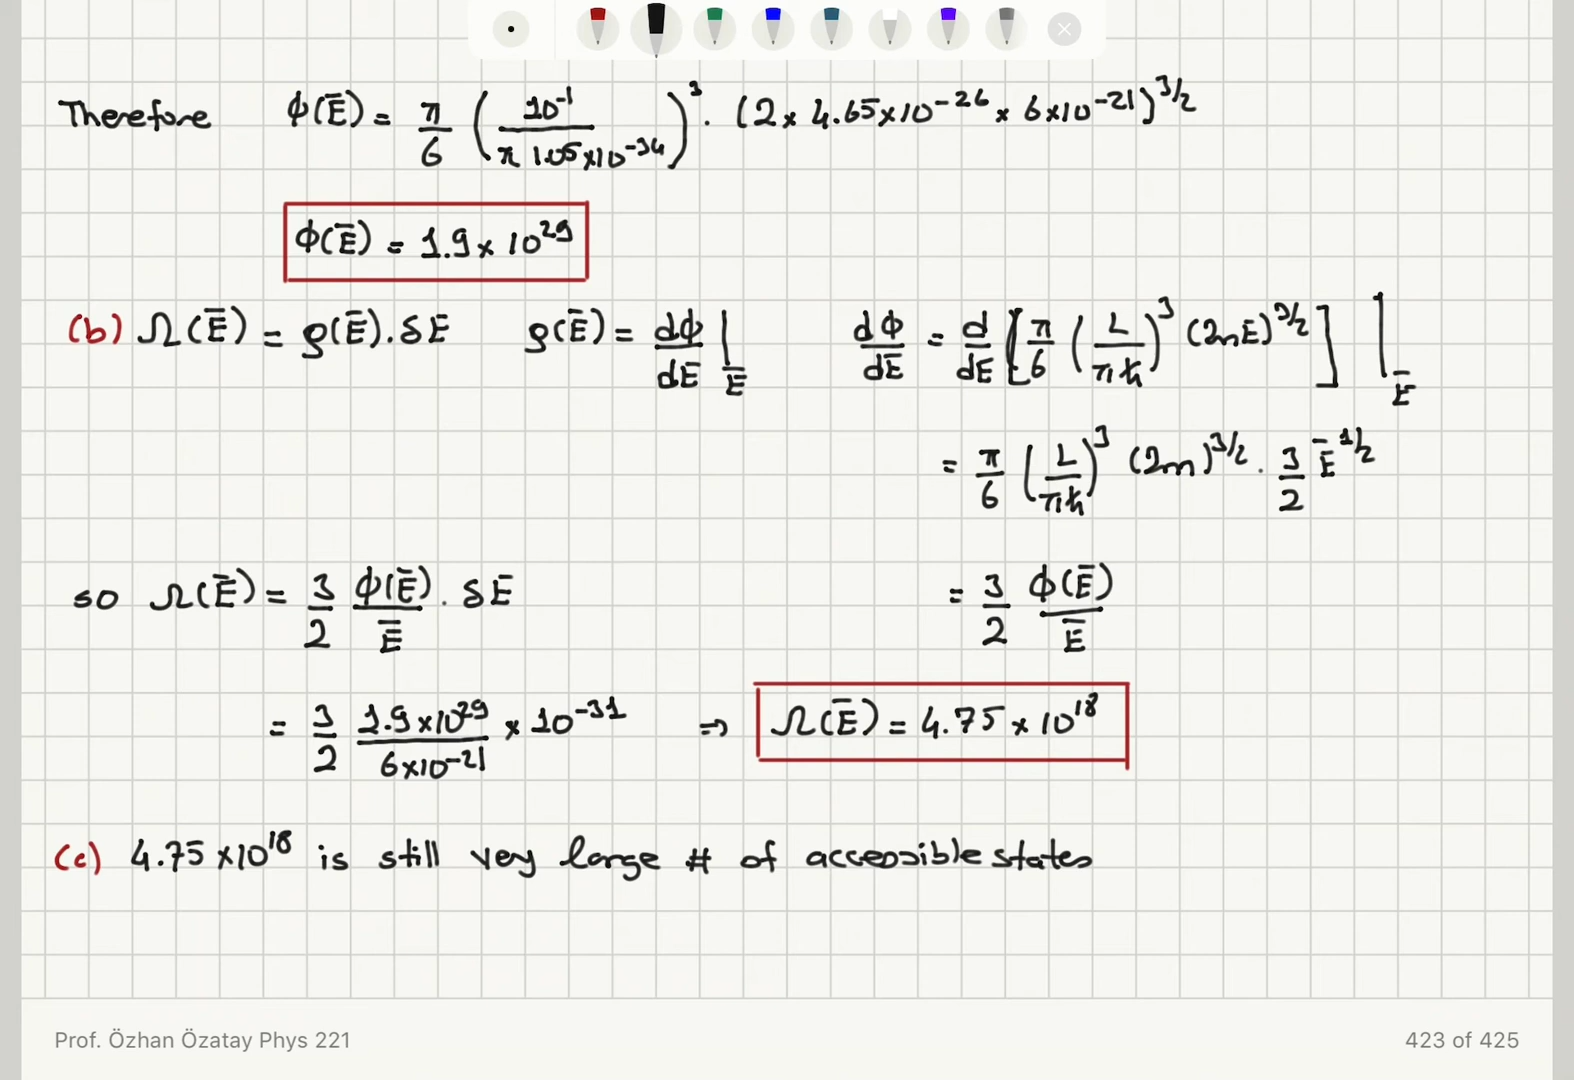 Therefore ϕ(Ē) = π/6 (10⁻¹ / π 1.05×10⁻³⁴)³ · (2 × 4.65×10⁻²⁶ × 6×10⁻²¹)^3/2
ϕ(Ē) = 1.9 × 10²⁹
(b) Ω(Ē) = ρ(Ē).δE ρ(Ē) = dϕ/dE |_Ē dϕ/dE = d/dE [π/6 (L/πħ)³ (2mE)^3/2] |_Ē
= π/6 (L/πħ)³ (2m)^3/2 . 3/2 Ē^1/2
so Ω(Ē) = 3/2 ϕ(Ē)/Ē . δE = 3/2 ϕ(Ē)/Ē
= 3/2 1.9×10²⁹/6×10⁻²¹ × 10⁻³¹ ⇒ Ω(Ē) = 4.75 × 10¹⁸
(c) 4.75 ×10¹⁸ is still very large # of accessible states
Prof. Özhan Özatay Phys 221
423 of 425